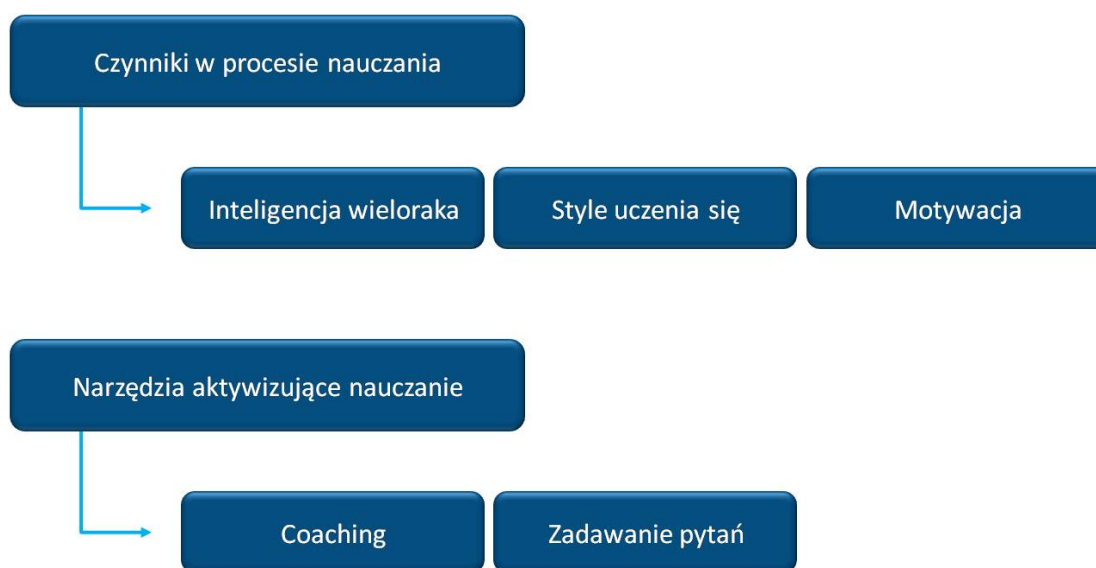 Czynniki w procesie nauczania
Inteligencja wieloraka
Style uczenia się
Motywacja
Narzędzia aktywizujące nauczanie
Coaching
Zadawanie pytań